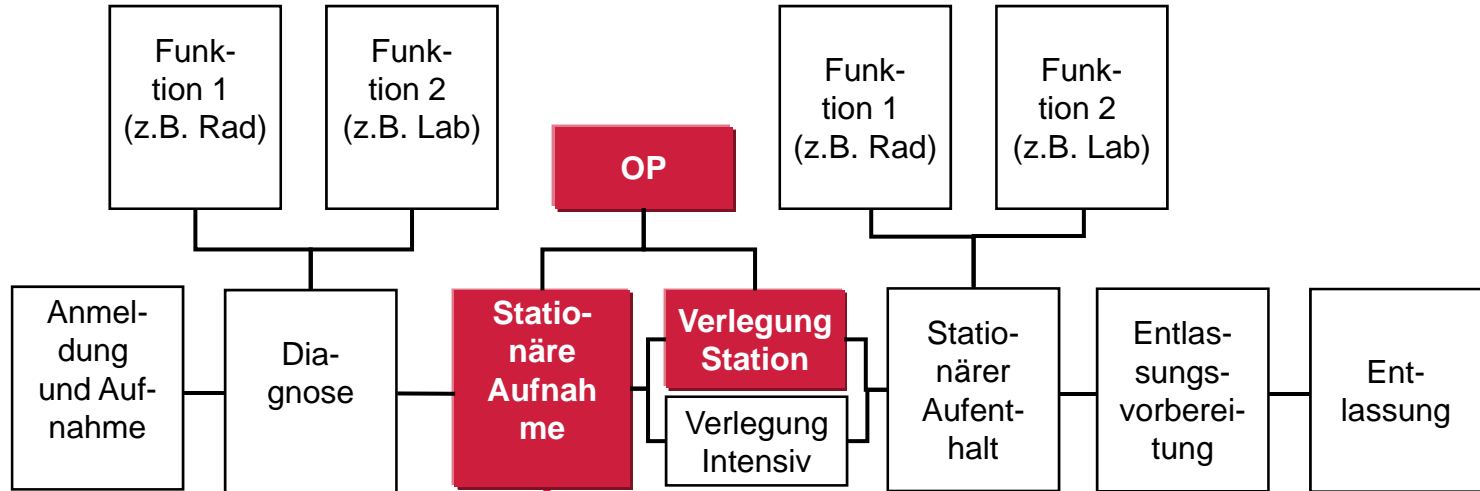 Funk-
tion 1
(z.B. Rad)
Funk-
tion 2
(z.B. Lab)
OP
Funk-
tion 1
(z.B. Rad)
Funk-
tion 2
(z.B. Lab)
Anmel-
dung
und Auf-
nahme
Dia-
gnose
Statio-
näre
Aufnah
me
Verlegung
Station
Verlegung
Intensiv
Statio-
närer
Aufent-
halt
Entlas-
sungs-
vorberei-
tung
Ent-
lassung